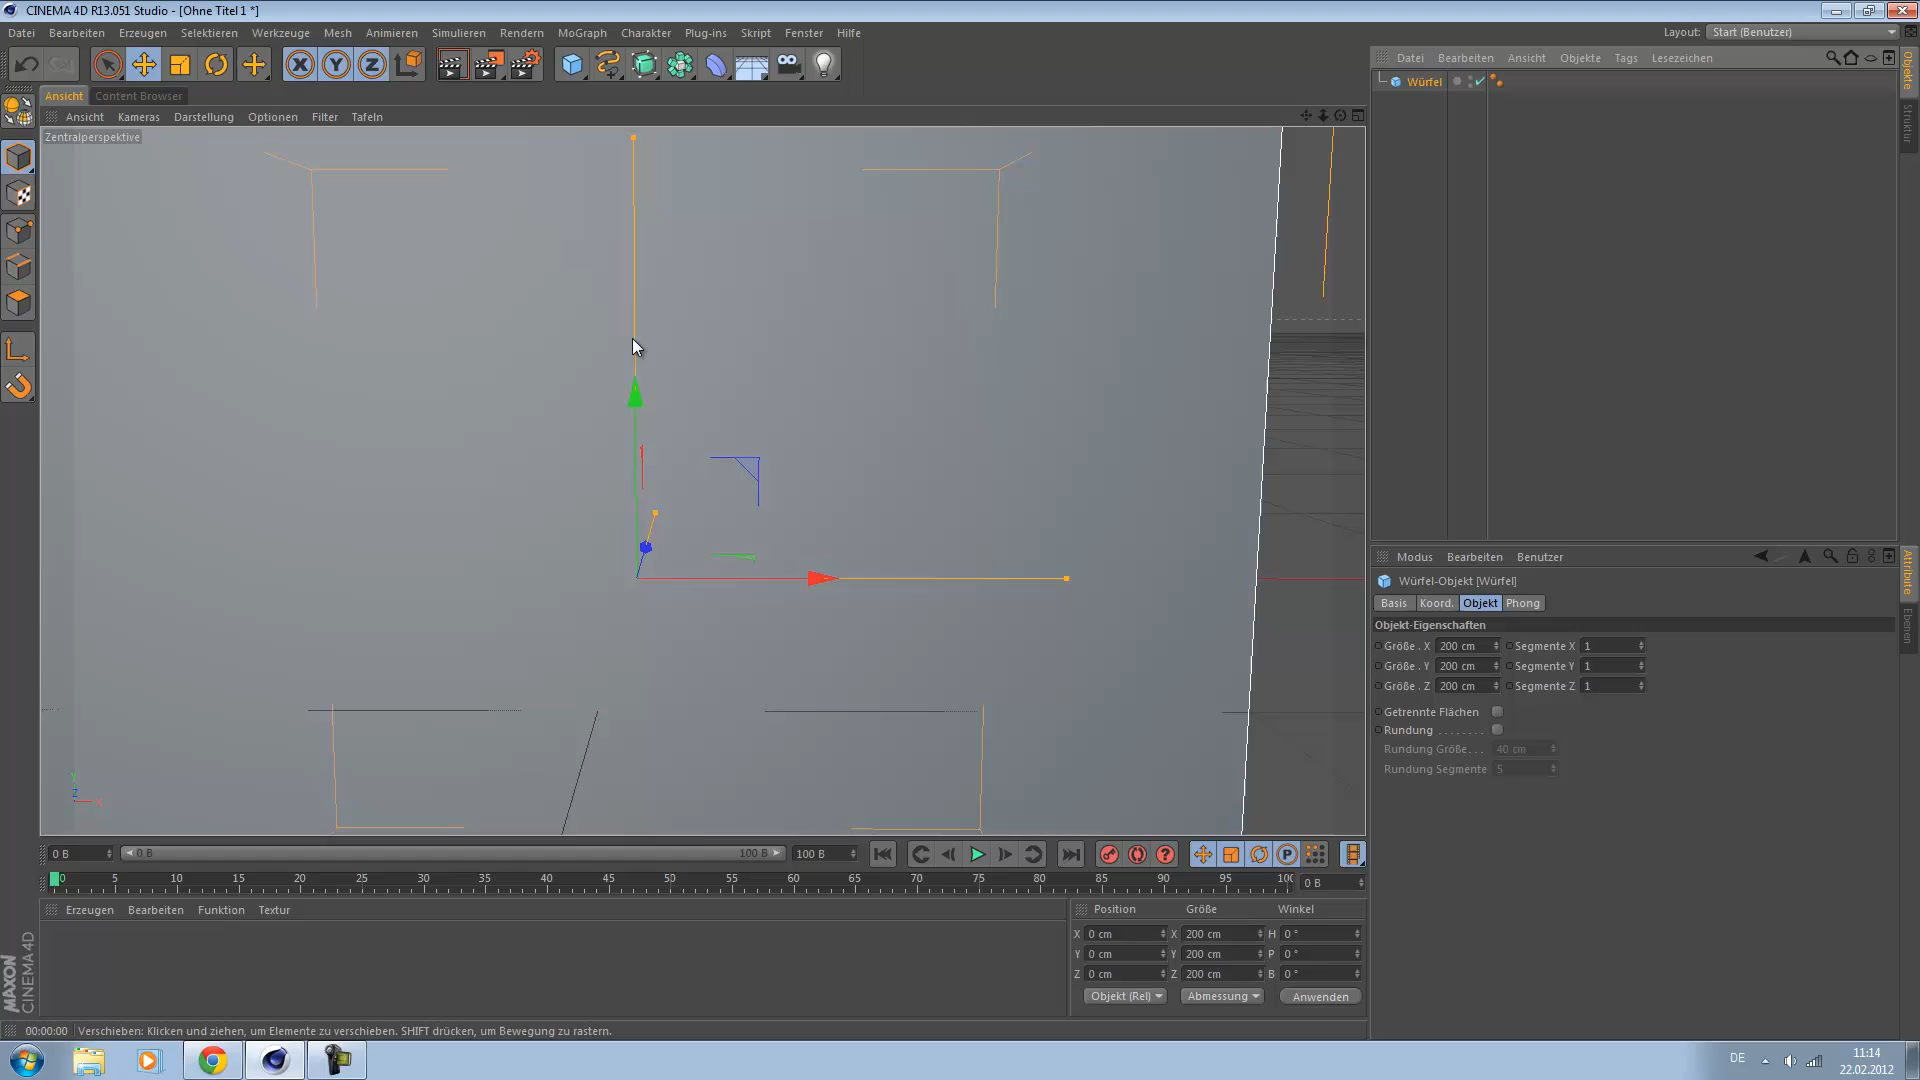 CINEMA 4D R13.051 Studio - [Ohne Titel 1 *]
Datei Bearbeiten Erzeugen Selektieren Werkzeuge Mesh Animieren Simulieren Rendern MoGraph Charakter Plug-ins Skript Fenster Hilfe
Layout: Start (Benutzer)
X Y Z
Datei Bearbeiten Ansicht Objekte Tags Lesezeichen
Objekte
Struktur
Würfel
Ansicht Content Browser
Ansicht Kameras Darstellung Optionen Filter Tafeln
Zentralperspektive
Y
Z
X
Modus Bearbeiten Benutzer
Attribute
Ebenen
Würfel-Objekt [Würfel]
Basis Koord. Objekt Phong
Objekt-Eigenschaften
Größe . X 200 cm Segmente X 1
Größe . Y 200 cm Segmente Y 1
Größe . Z 200 cm Segmente Z 1
Getrennte Flächen
Rundung . . . . . . . .
Rundung Größe. . . 40 cm
Rundung Segmente 5
0 B 0 B 100 B 100 B
P
0 5 10 15 20 25 30 35 40 45 50 55 60 65 70 75 80 85 90 95 100 0 B
Erzeugen Bearbeiten Funktion Textur
Position Größe Winkel
X 0 cm X 200 cm H 0 °
Y 0 cm Y 200 cm P 0 °
Z 0 cm Z 200 cm B 0 °
Objekt (Rel) Abmessung Anwenden
MAXON
CINEMA 4D
00:00:00 Verschieben: Klicken und ziehen, um Elemente zu verschieben. SHIFT drücken, um Bewegung zu rastern.
DE
11:14
22.02.2012